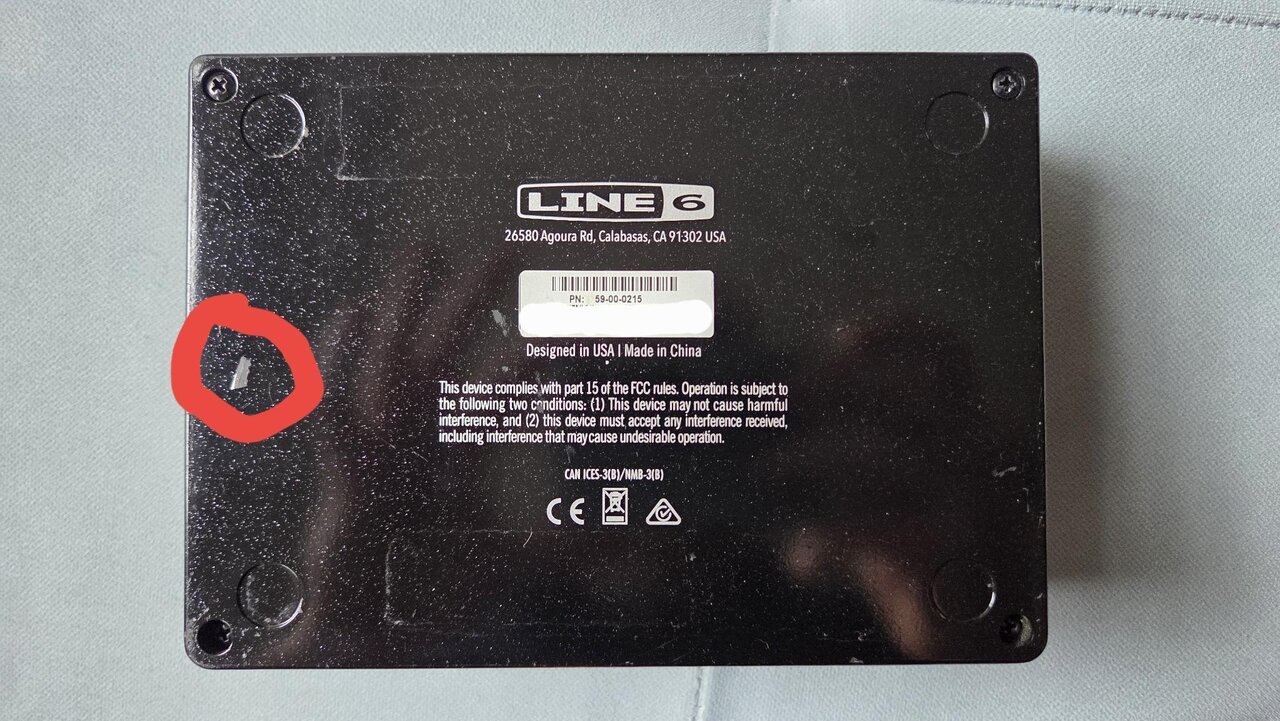 LINE 6
26580 Agoura Rd, Calabasas, CA 91302 USA
PN: 59-00-0215
Designed in USA | Made in China
This device complies with part 15 of the FCC rules. Operation is subject to
the following two conditions: (1) This device may not cause harmful
interference, and (2) this device must accept any interference received,
including interference that may cause undesirable operation.
CAN ICES-3(B)/NMB-3(B)
CE